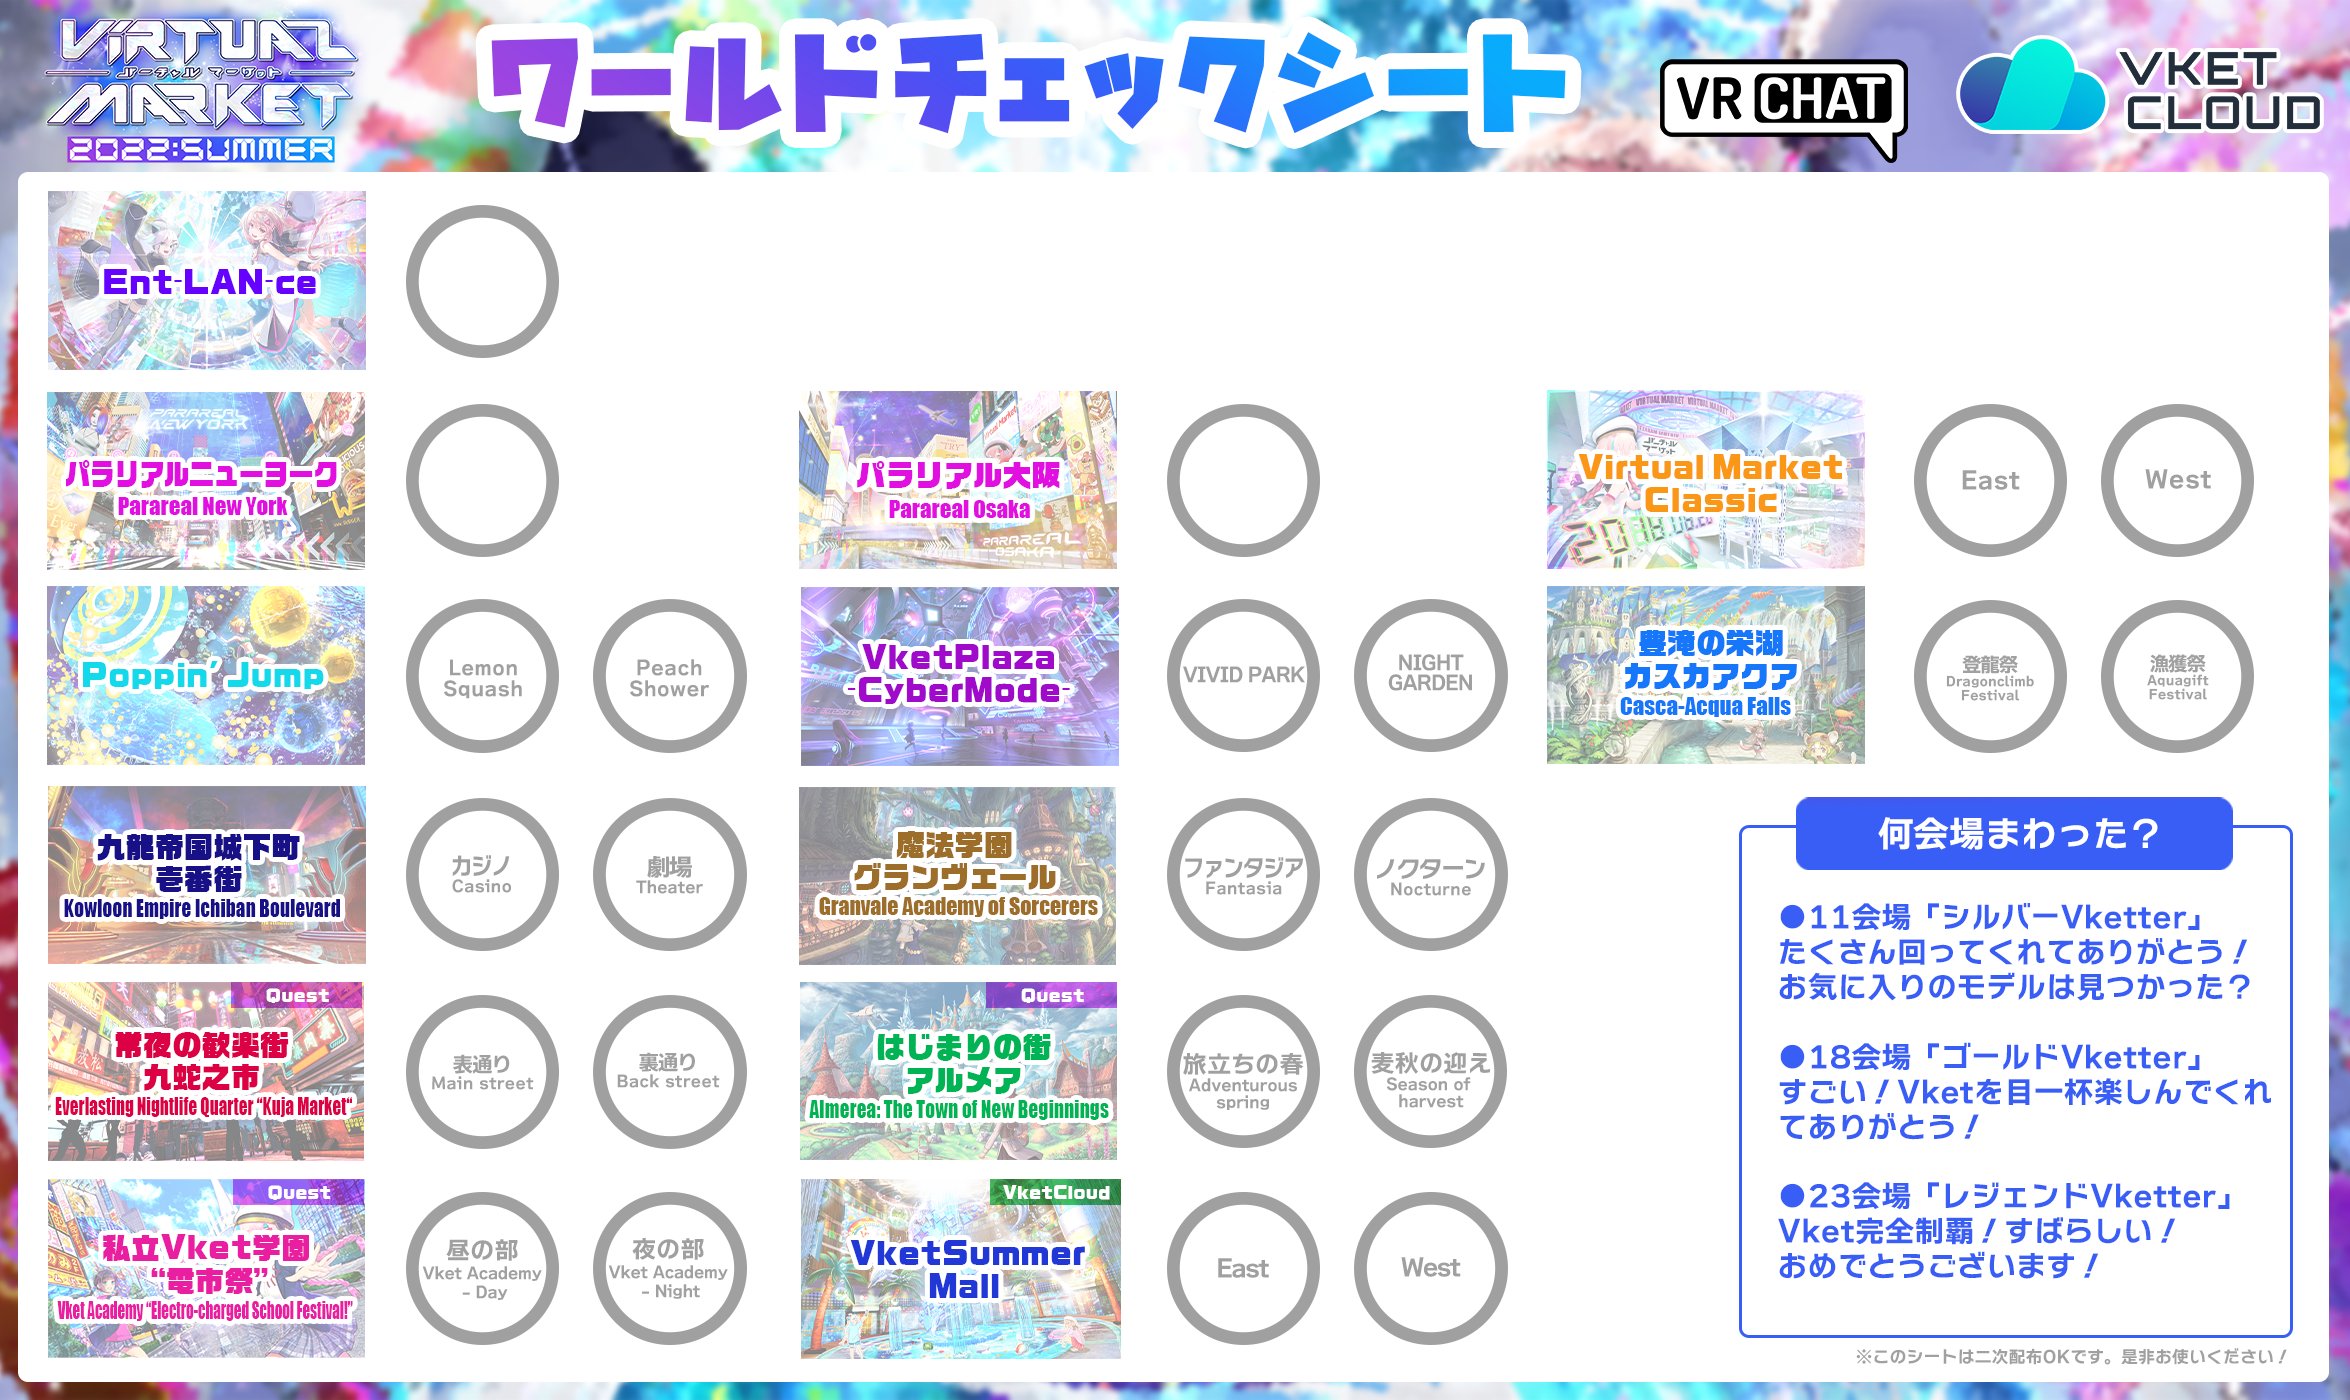 VIRTUAL
バーチャル マーケット
MARKET
2022:SUMMER
ワールドチェックシート
VR CHAT
VKET
CLOUD
Ent-LAN-ce
PARAREAL
NEWYORK
パラリアルニューヨーク
Parareal New York
パラリアル大阪
Parareal Osaka
PARAREAL
OSAKA
Virtual Market
Classic
East
West
Poppin' Jump
Lemon
Squash
Peach
Shower
VketPlaza
-CyberMode-
VIVID PARK
NIGHT
GARDEN
豊滝の栄湖
カスカアクア
Casca-Acqua Falls
登龍祭
Dragonclimb
Festival
漁獲祭
Aquagift
Festival
九龍帝国城下町
壱番街
Kowloon Empire Ichiban Boulevard
カジノ
Casino
劇場
Theater
魔法学園
グランヴェール
Granvale Academy of Sorcerers
ファンタジア
Fantasia
ノクターン
Nocturne
Quest
常夜の歓楽街
九蛇之市
Everlasting Nightlife Quarter “Kuja Market“
表通り
Main street
裏通り
Back street
Quest
はじまりの街
アルメア
Almerea: The Town of New Beginnings
旅立ちの春
Adventurous
spring
麦秋の迎え
Season of
harvest
Quest
私立Vket学園
“電市祭”
Vket Academy “Electro-charged School Festival!”
昼の部
Vket Academy
- Day
夜の部
Vket Academy
- Night
VketCloud
VketSummer
Mall
East
West
何会場まわった？
●11会場「シルバーVketter」
たくさん回ってくれてありがとう！
お気に入りのモデルは見つかった？
●18会場「ゴールドVketter」
すごい！Vketを目一杯楽しんでくれ
てありがとう！
●23会場「レジェンドVketter」
Vket完全制覇！すばらしい！
おめでとうございます！
※このシートは二次配布OKです。是非お使いください！